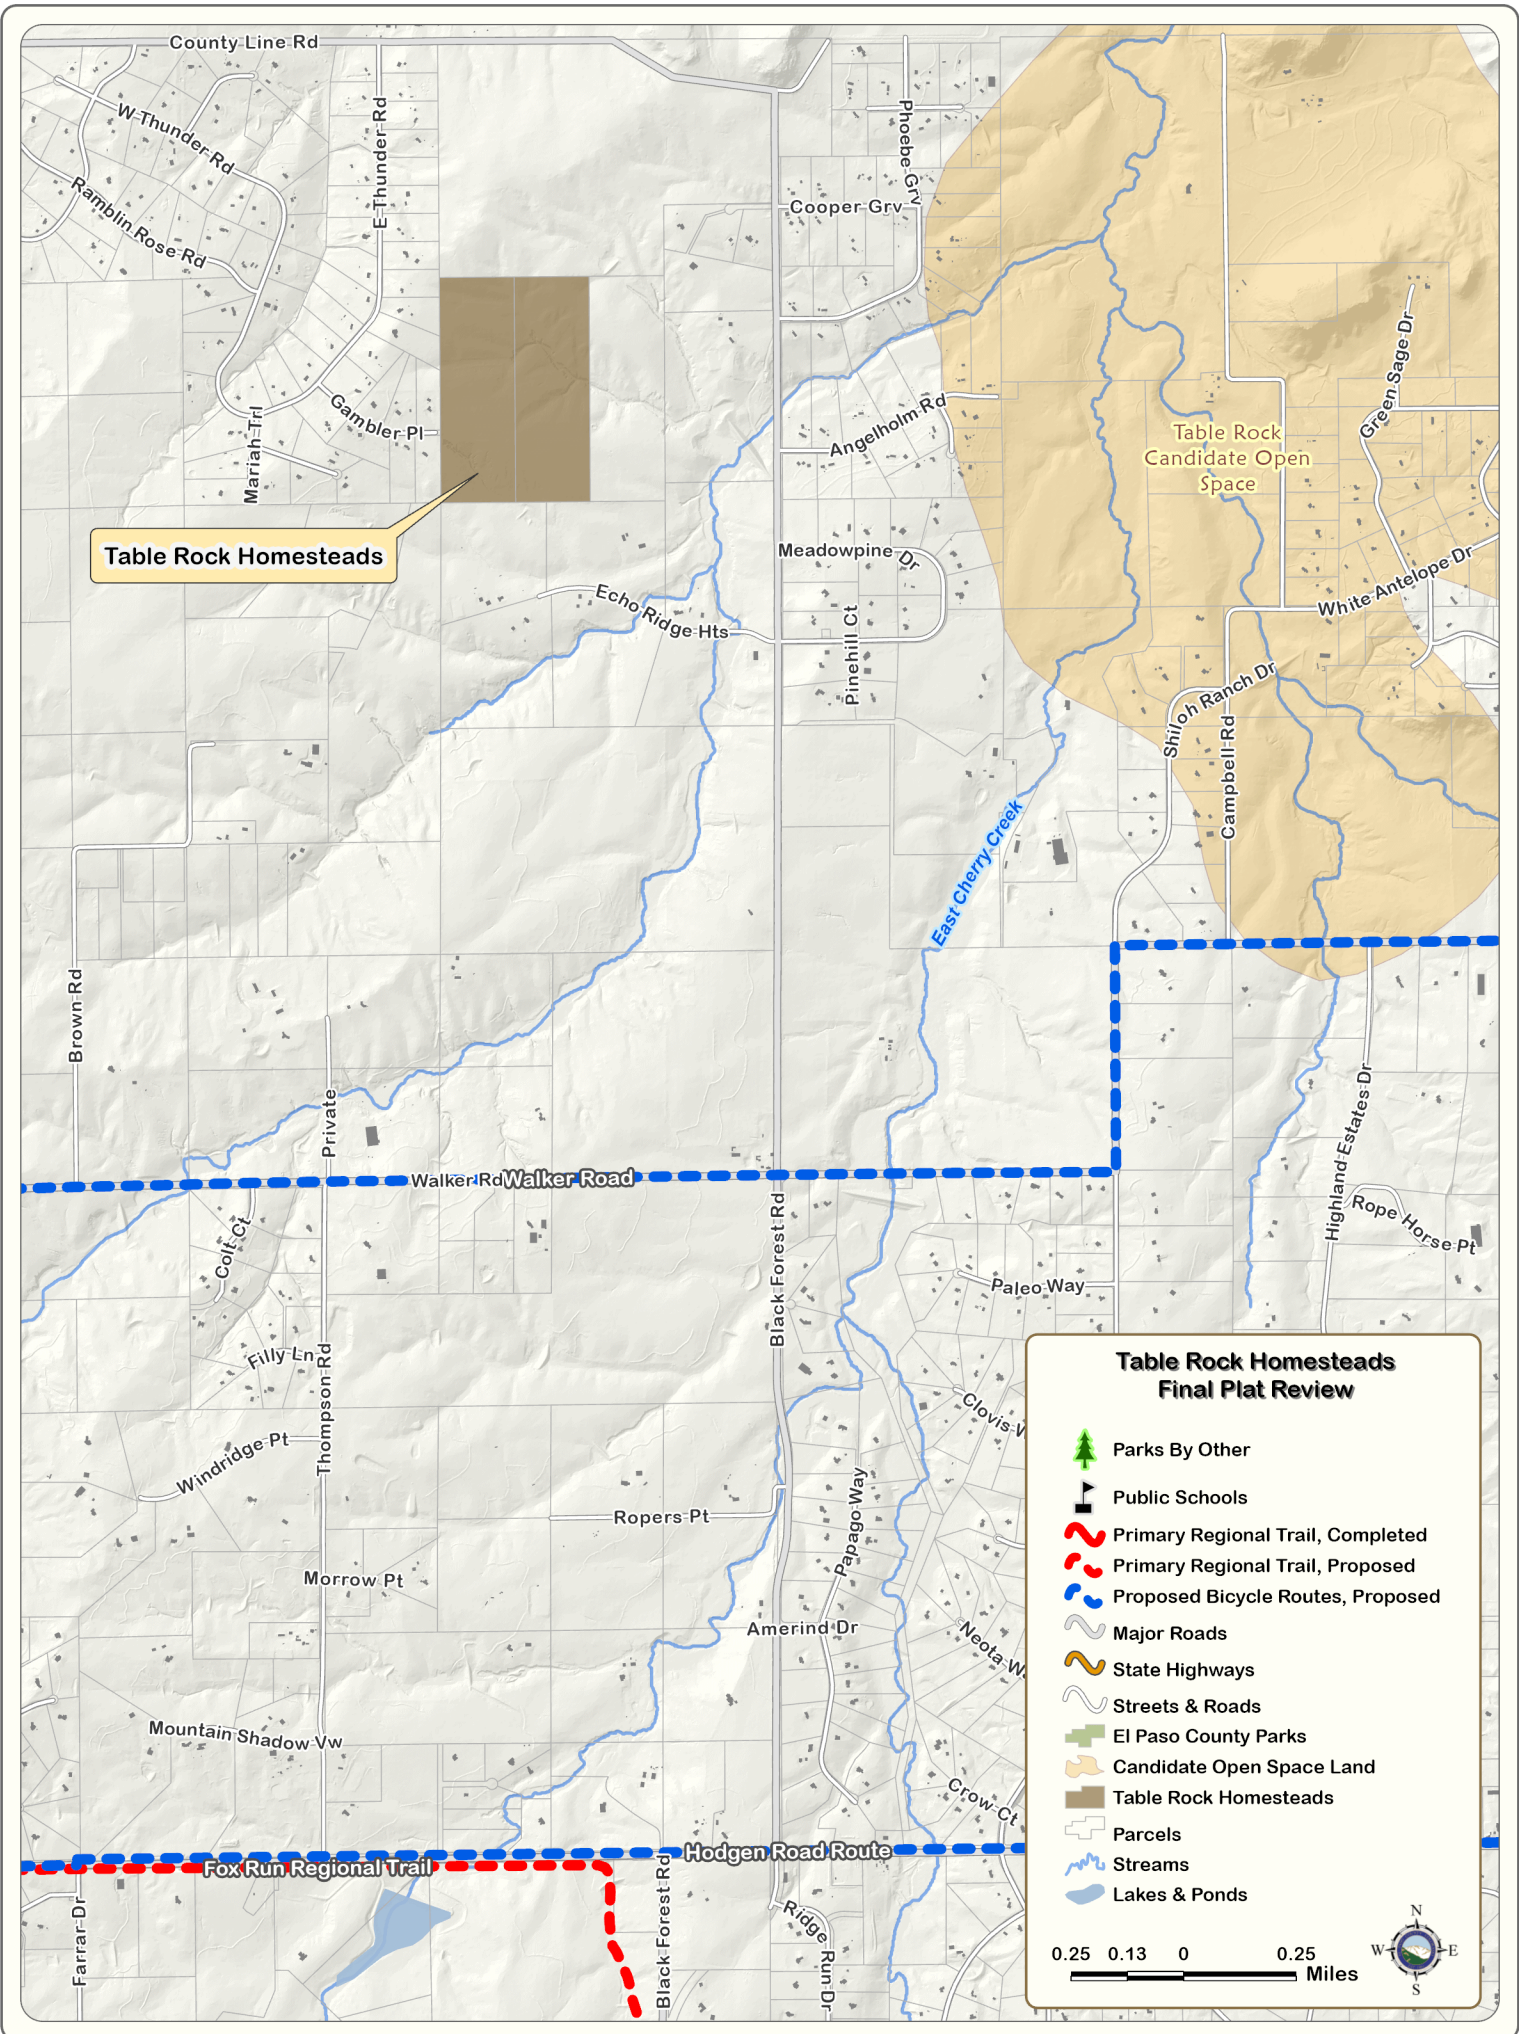 County Line Rd
W Thunder Rd
E Thunder Rd
Phoebe Grv
Ramblin Rose Rd
Cooper Grv
Green Sage Dr
Gambler Pl
Mariah Trl
Angelholm Rd
Table Rock
Candidate Open
Space
Table Rock Homesteads
Meadowpine Dr
Echo Ridge Hts
Pinehill Ct
White Antelope Dr
Shiloh Ranch Dr
Campbell Rd
East Cherry Creek
Brown Rd
Private
Highland Estates Dr
Walker Rd
Walker Road
Black Forest Rd
Rope Horse Pt
Colt Ct
Paleo Way
Filly Ln
Thompson Rd
Windridge Pt
Clovis W
Ropers Pt
Papago Way
Morrow Pt
Amerind Dr
Neota Wa
Mountain Shadow Vw
Crow Ct
Hodgen Road Route
Fox Run Regional Trail
Farrar Dr
Black Forest Rd
Ridge Run Dr
Table Rock Homesteads
Final Plat Review
Parks By Other
Public Schools
Primary Regional Trail, Completed
Primary Regional Trail, Proposed
Proposed Bicycle Routes, Proposed
Major Roads
State Highways
Streets & Roads
El Paso County Parks
Candidate Open Space Land
Table Rock Homesteads
Parcels
Streams
Lakes & Ponds
0.25 0.13 0 0.25
Miles
N
W E
S